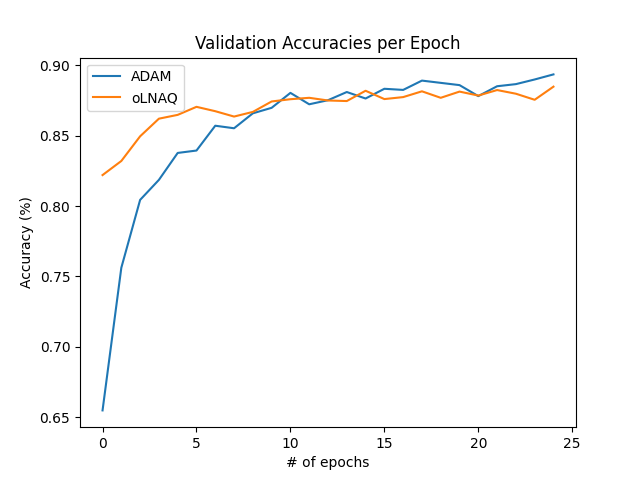 Validation Accuracies per Epoch
ADAM
oLNAQ
Accuracy (%)
0.90
0.85
0.80
0.75
0.70
0.65
0 5 10 15 20 25
# of epochs